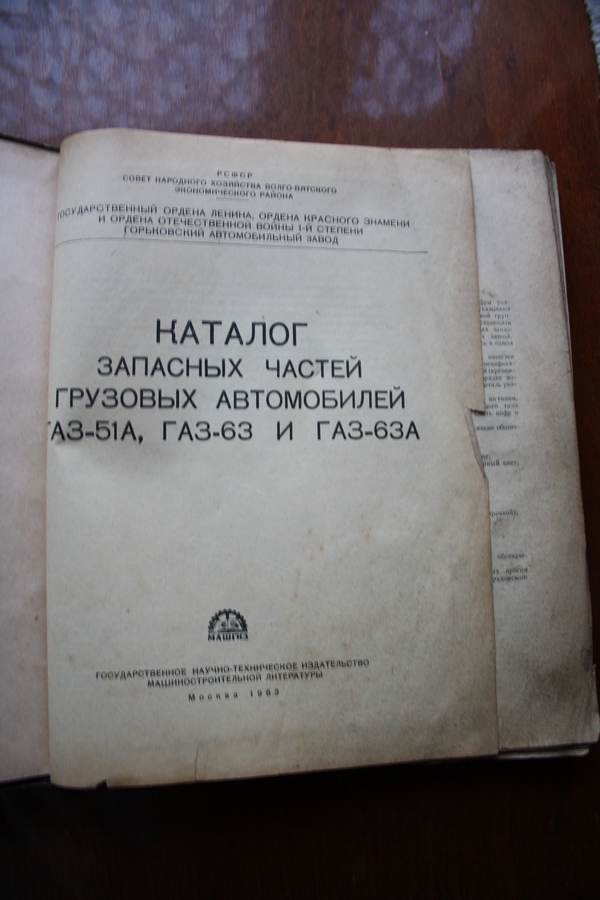 РСФСР
СОВЕТ НАРОДНОГО ХОЗЯЙСТВА ВОЛГО-ВЯТСКОГО
ЭКОНОМИЧЕСКОГО РАЙОНА
ГОСУДАРСТВЕННЫЙ ОРДЕНА ЛЕНИНА, ОРДЕНА КРАСНОГО ЗНАМЕНИ
И ОРДЕНА ОТЕЧЕСТВЕННОЙ ВОЙНЫ I-Й СТЕПЕНИ
ГОРЬКОВСКИЙ АВТОМОБИЛЬНЫЙ ЗАВОД
КАТАЛОГ
ЗАПАСНЫХ ЧАСТЕЙ
ГРУЗОВЫХ АВТОМОБИЛЕЙ
ГАЗ-51А, ГАЗ-63 И ГАЗ-63А
МАШГИЗ
ГОСУДАРСТВЕННОЕ НАУЧНО-ТЕХНИЧЕСКОЕ ИЗДАТЕЛЬСТВО
МАШИНОСТРОИТЕЛЬНОЙ ЛИТЕРАТУРЫ
Москва 1963